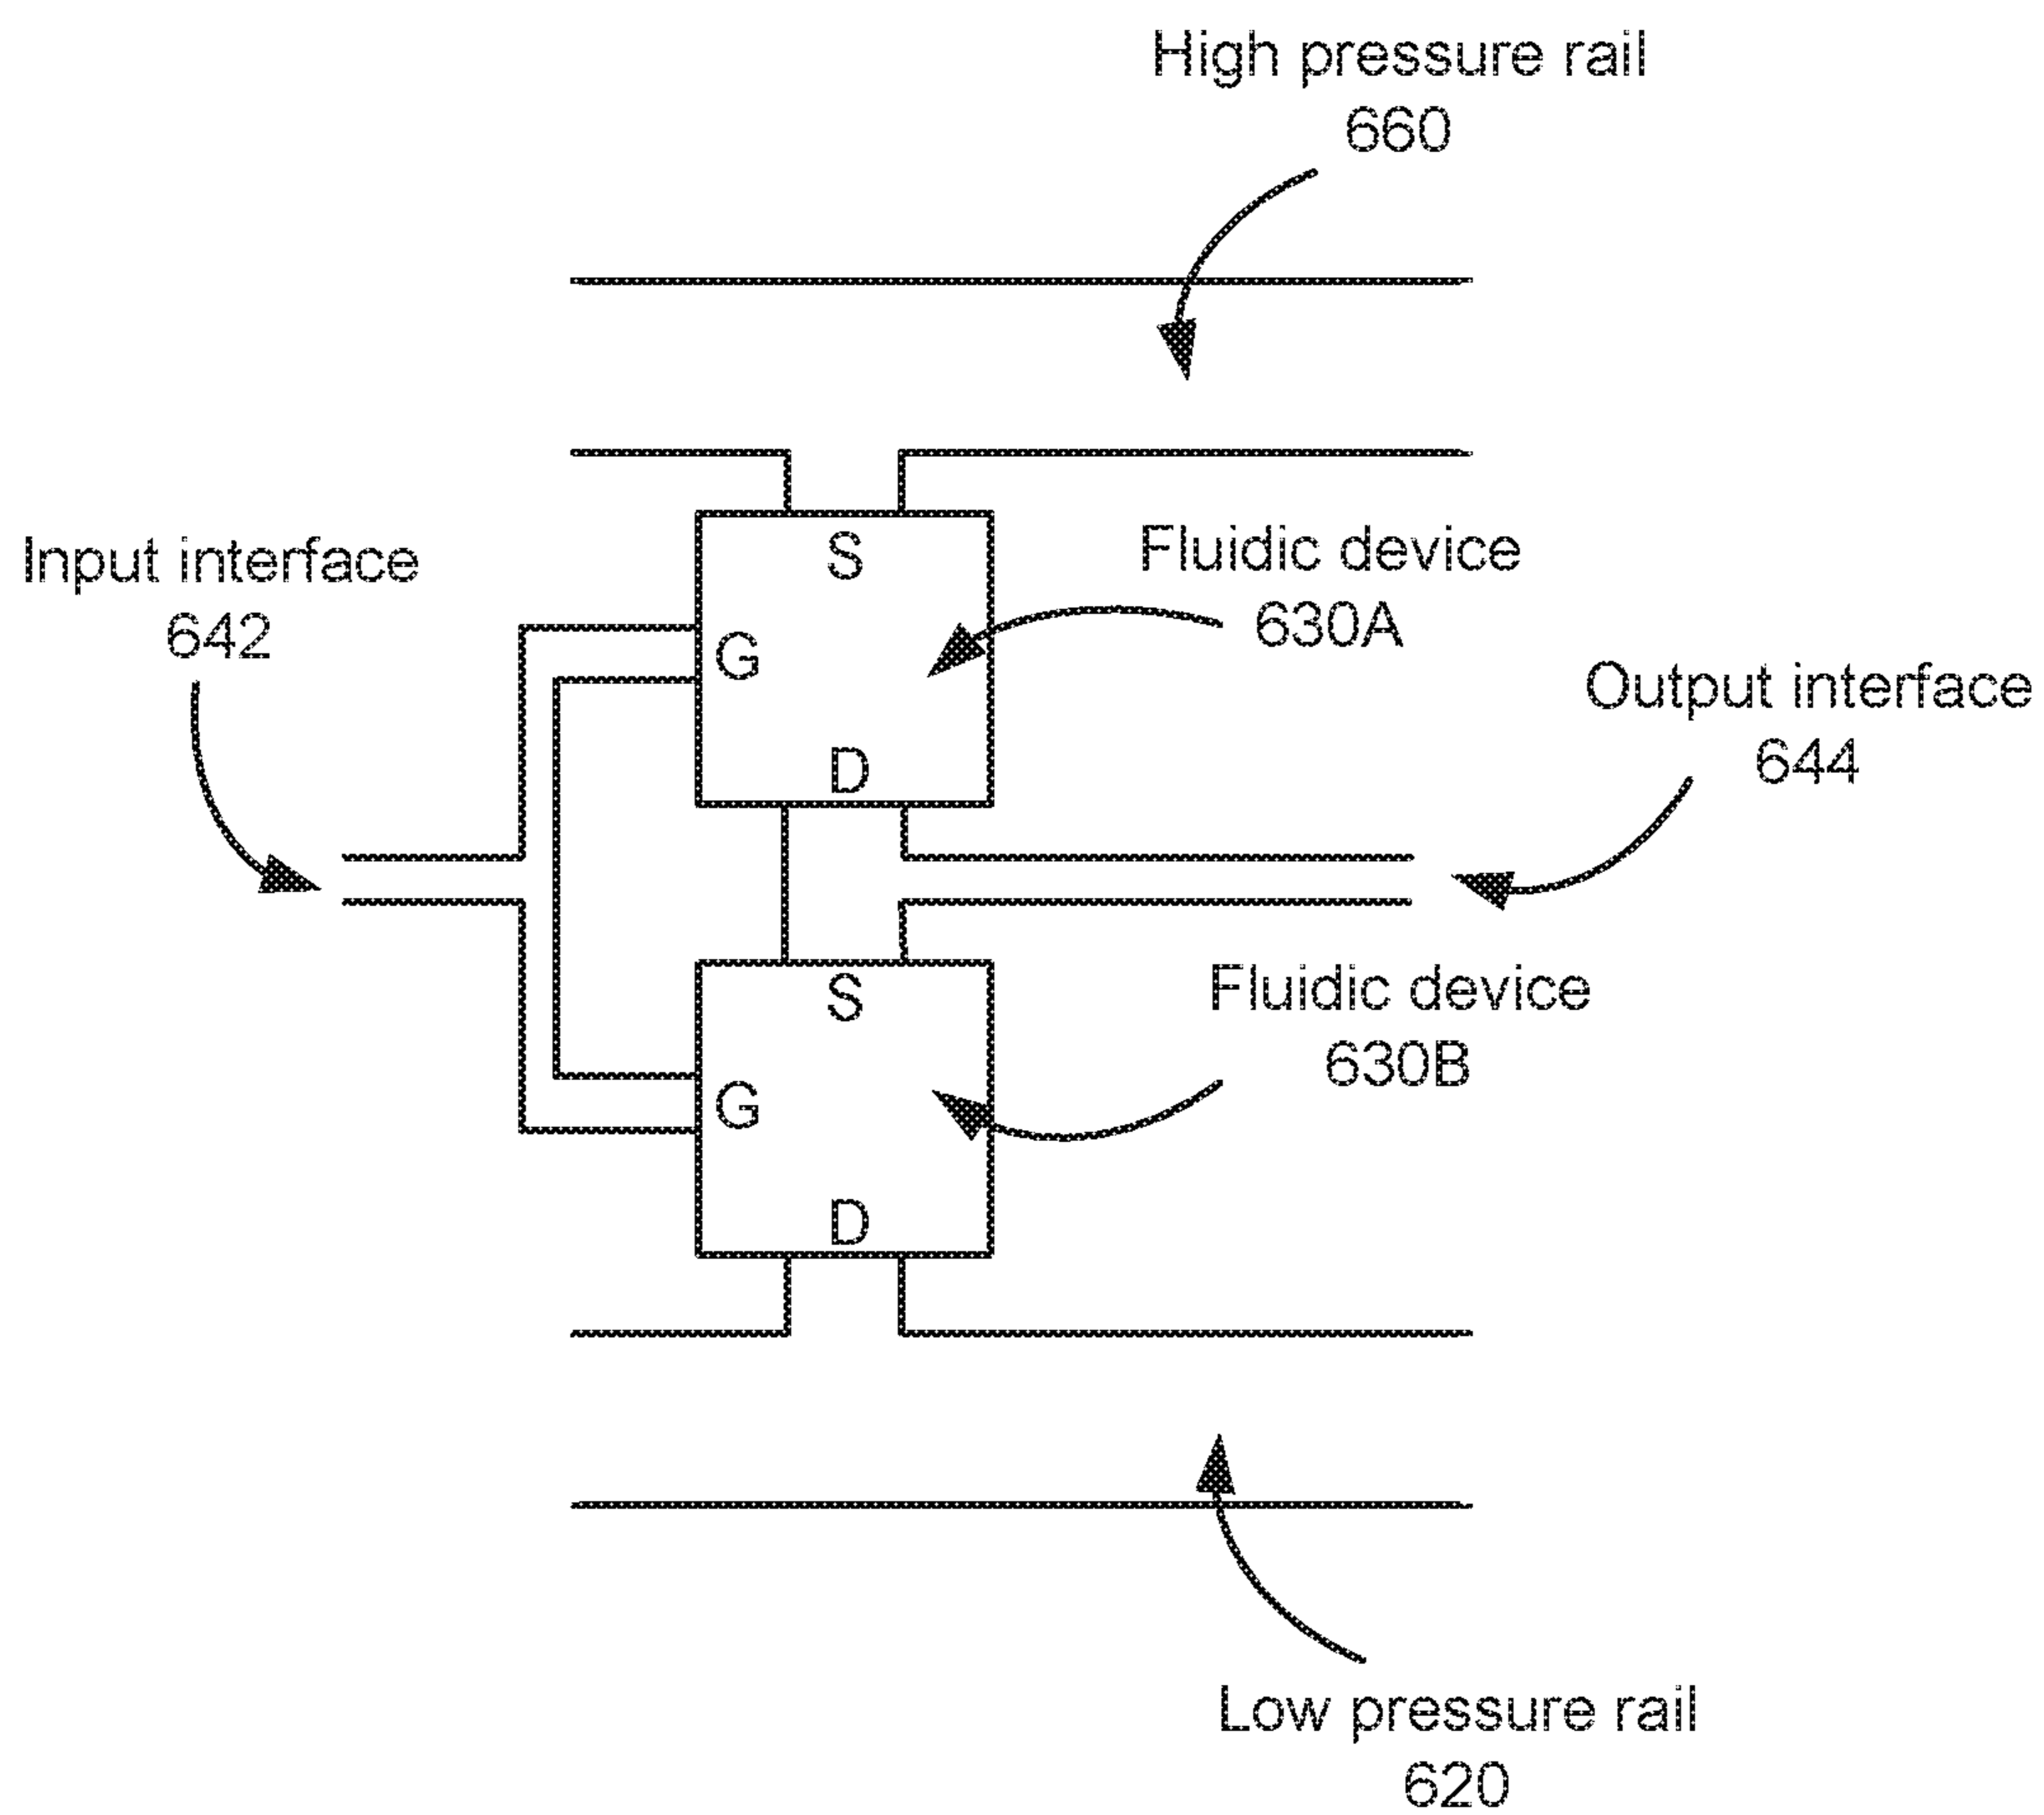 High pressure rail
660
Input interface
642
S
G
D
Fluidic device
630A
Output interface
644
S
G
D
Fluidic device
630B
Low pressure rail
620